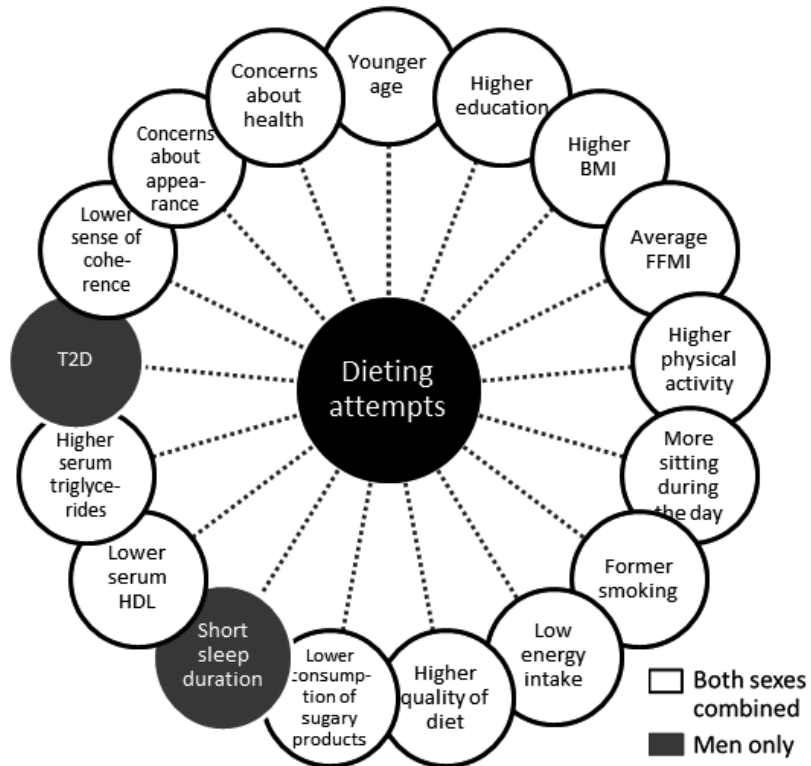 Younger
age
Higher
education
Higher
BMI
Average
FFMI
Higher
physical
activity
More
sitting
during
the day
Former
smoking
Low
energy
intake
Higher
quality of
diet
Lower
consump-
tion of
sugary
products
Short
sleep
duration
Lower
serum
HDL
Higher
serum
triglyce-
rides
T2D
Lower
sense of
cohe-
rence
Concerns
about
appea-
rance
Concerns
about
health
Dieting
attempts
Both sexes
combined
Men only